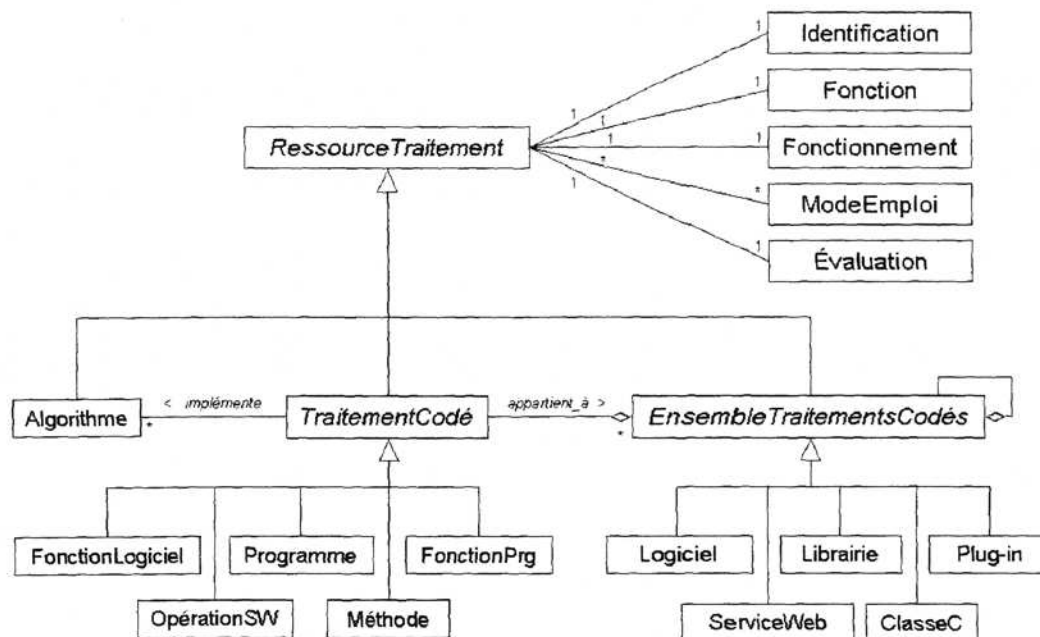 1
Identification
1
Fonction
1
1
1
RessourceTraitement
1
1
Fonctionnement
*
*
ModeEmploi
1
1
Évaluation
Algorithme
*
< implémente
TraitementCodé
appartient_à >
*
EnsembleTraitementsCodés
FonctionLogiciel
Programme
FonctionPrg
Logiciel
Librairie
Plug-in
OpérationSW
Méthode
ServiceWeb
ClasseC